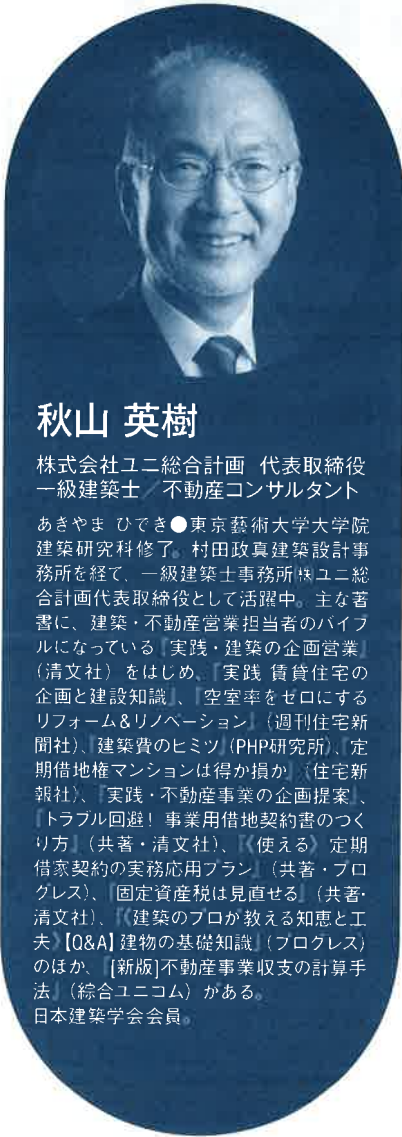 秋山 英樹
株式会社ユニ総合計画 代表取締役
一級建築士／不動産コンサルタント
あきやま ひでき●東京藝術大学大学院
建築研究科修了。村田政真建築設計事
務所を経て、一級建築士事務所㈱ユニ総
合計画代表取締役として活躍中。主な著
書に、建築・不動産営業担当者のバイブ
ルになっている『実践・建築の企画営業』
（清文社）をはじめ、『実践 賃貸住宅の
企画と建設知識』、『空室率をゼロにする
リフォーム&リノベーション』（週刊住宅新
聞社）、『建築費のヒミツ』（PHP研究所）、『定
期借地権マンションは得か損か』（住宅新
報社）、『実践・不動産事業の企画提案』、
『トラブル回避！事業用借地契約書のつく
り方』（共著・清文社）、『〈使える〉定期
借家契約の実務応用プラン』（共著・プロ
グレス）、『固定資産税は見直せる』（共著・
清文社）、『〈建築のプロが教える知恵と工
夫〉【Q&A】建物の基礎知識』（プログレス）
のほか、『[新版]不動産事業収支の計算手
法』（綜合ユニコム）がある。
日本建築学会会員。